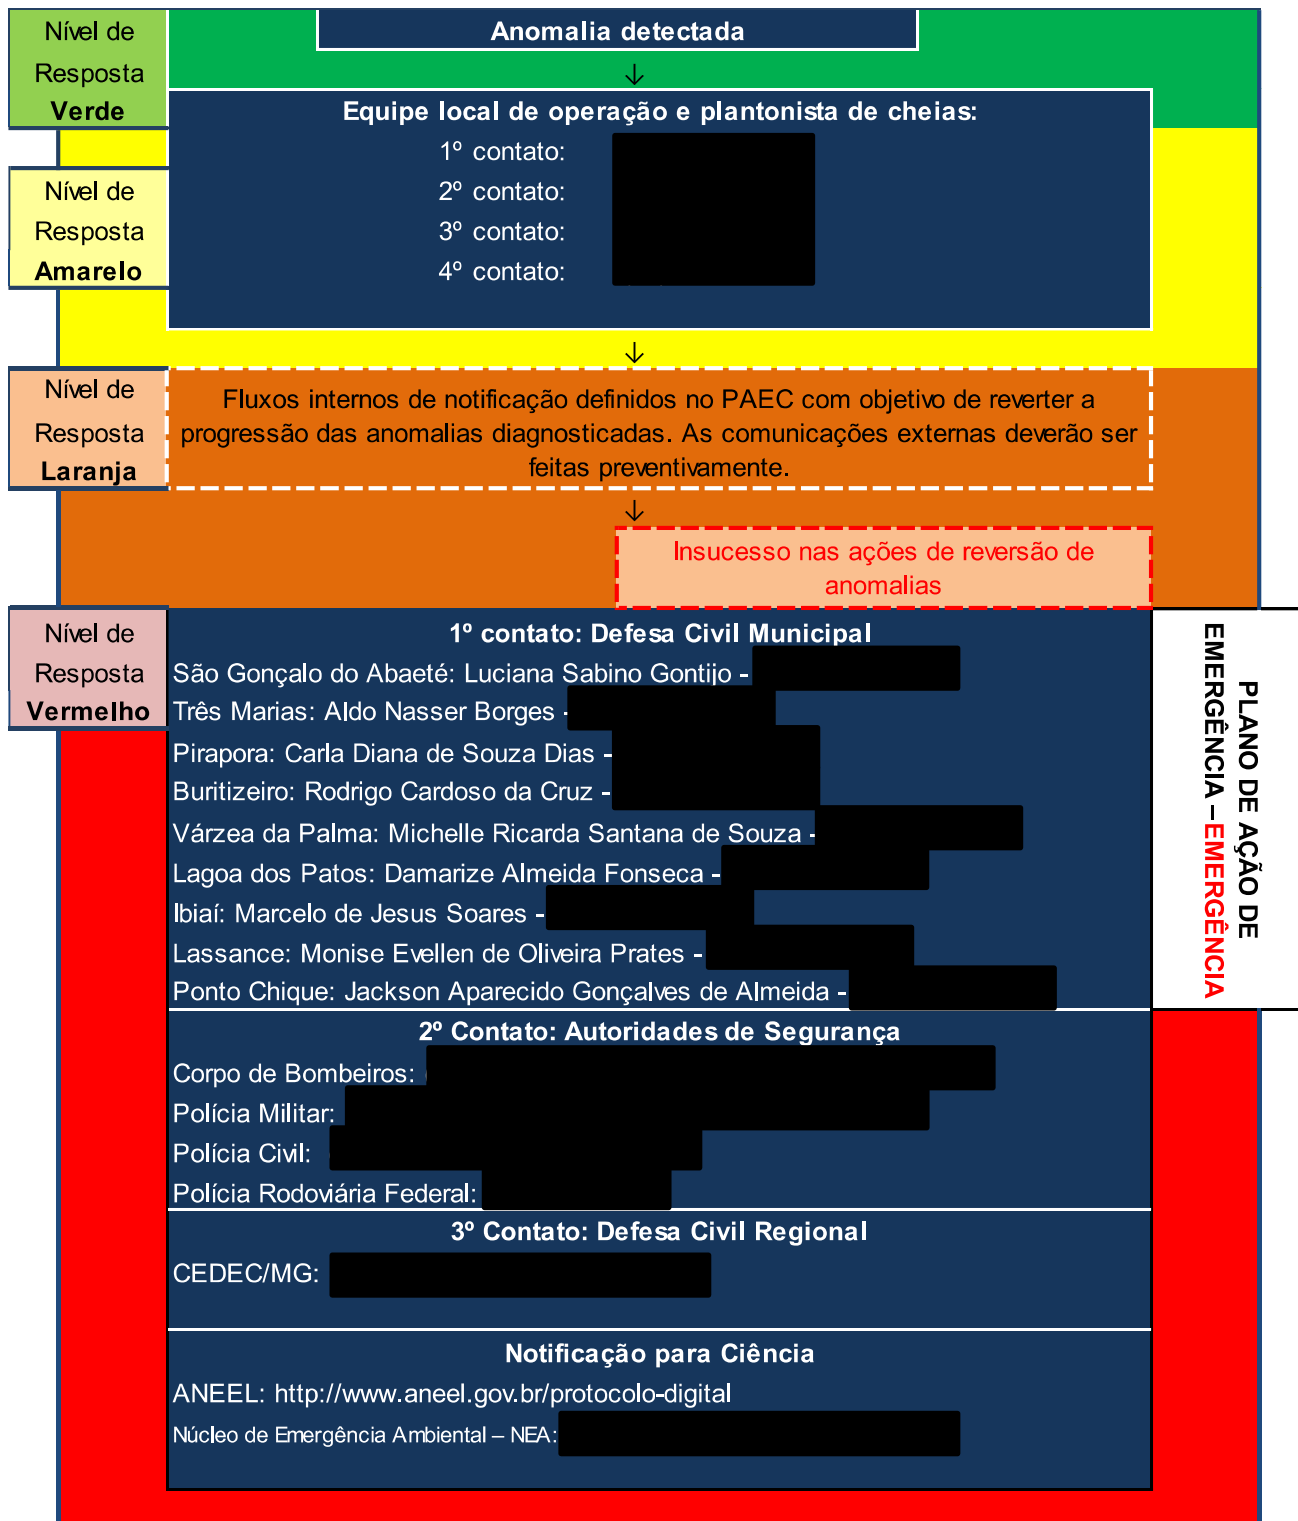 Nível de
Resposta
Verde
Anomalia detectada
↓
Equipe local de operação e plantonista de cheias:
1º contato:
2º contato:
3º contato:
4º contato:
Nível de
Resposta
Amarelo
↓
Nível de
Resposta
Laranja
Fluxos internos de notificação definidos no PAEC com objetivo de reverter a
progressão das anomalias diagnosticadas. As comunicações externas deverão ser
feitas preventivamente.
↓
Insucesso nas ações de reversão de
anomalias
Nível de
Resposta
Vermelho
1º contato: Defesa Civil Municipal
São Gonçalo do Abaeté: Luciana Sabino Gontijo -
Três Marias: Aldo Nasser Borges -
Pirapora: Carla Diana de Souza Dias -
Buritizeiro: Rodrigo Cardoso da Cruz -
Várzea da Palma: Michelle Ricarda Santana de Souza -
Lagoa dos Patos: Damarize Almeida Fonseca -
Ibiaí: Marcelo de Jesus Soares -
Lassance: Monise Evellen de Oliveira Prates -
Ponto Chique: Jackson Aparecido Gonçalves de Almeida -
PLANO DE AÇÃO DE
EMERGÊNCIA – EMERGÊNCIA
2º Contato: Autoridades de Segurança
Corpo de Bombeiros:
Polícia Militar:
Polícia Civil:
Polícia Rodoviária Federal:
3º Contato: Defesa Civil Regional
CEDEC/MG:
Notificação para Ciência
ANEEL: http://www.aneel.gov.br/protocolo-digital
Núcleo de Emergência Ambiental – NEA: